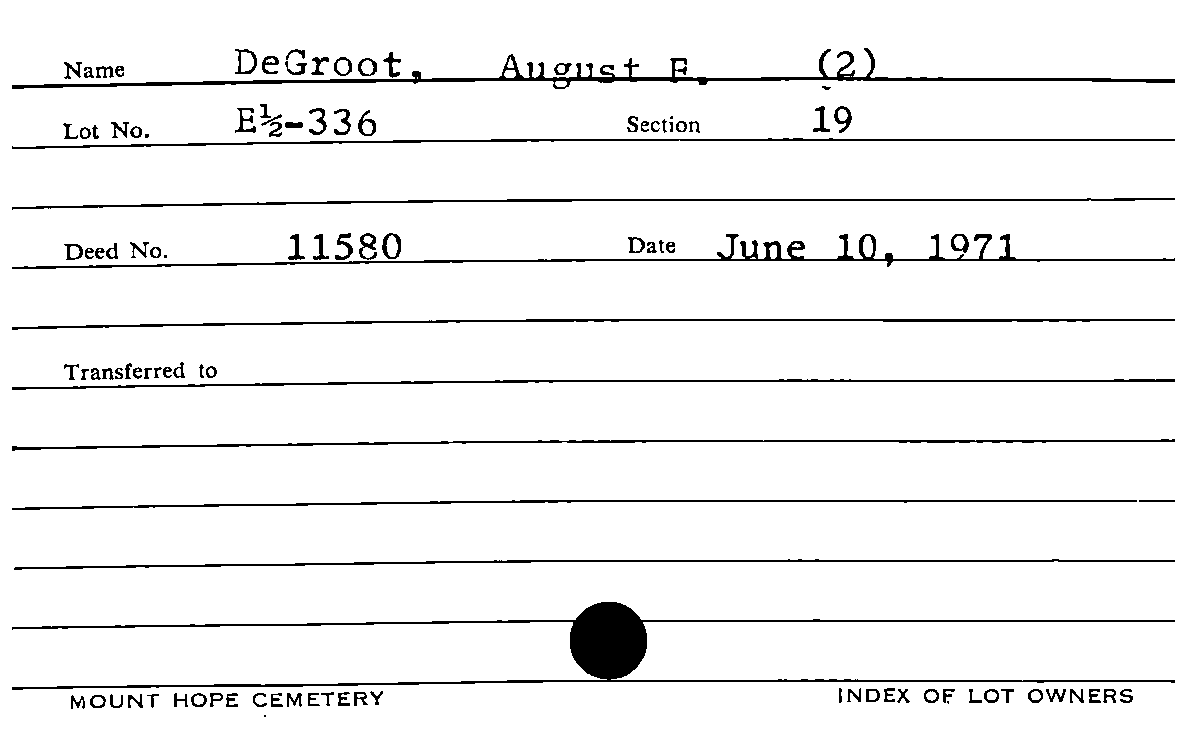 Name DeGroot, August F. (2)
Lot No. E½-336 Section 19
Deed No. 11580 Date June 10, 1971
Transferred to
MOUNT HOPE CEMETERY INDEX OF LOT OWNERS